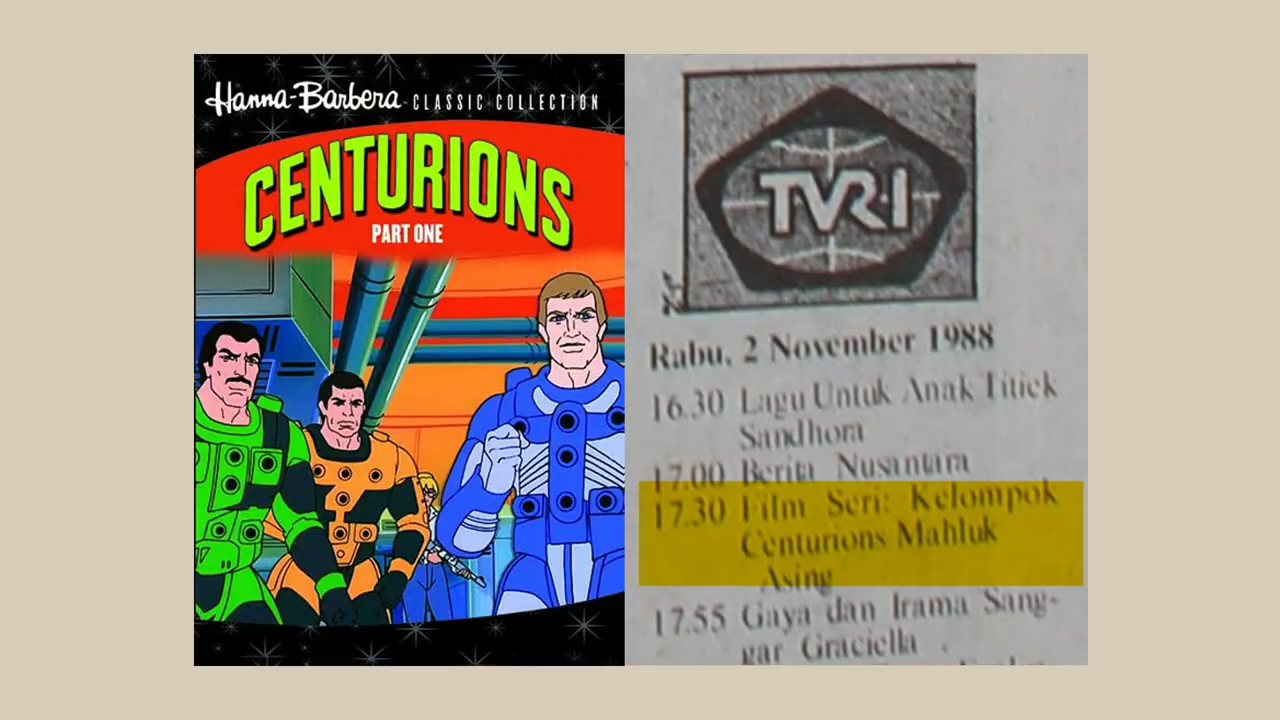 Hanna-Barbera CLASSIC COLLECTION
CENTURIONS
PART ONE
TVR·I
Rabu, 2 November 1988
16.30 Lagu Untuk Anak Titiek
Sandhora
17.00 Berita Nusantara
17.30 Film Seri: Kelompok
Centurions Mahluk
Asing
17.55 Gaya dan Irama Sang-
gar Graciella